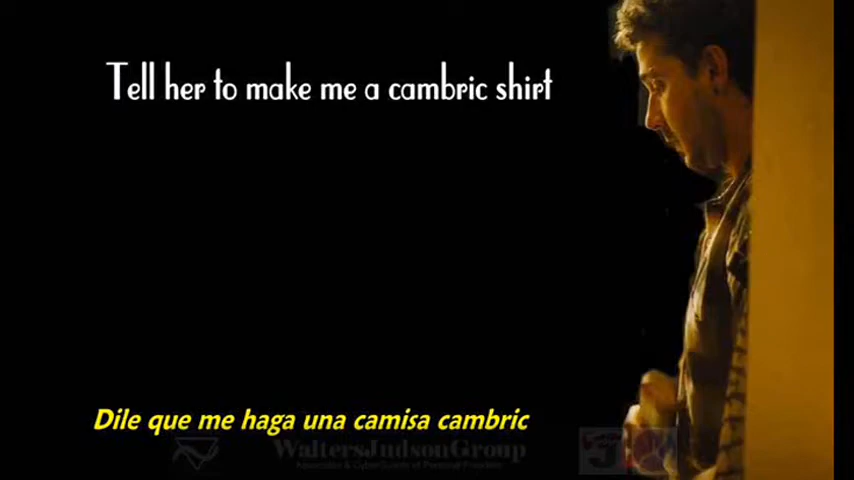 Tell her to make me a cambric shirt
Dile que me haga una camisa cambric
WaltersJudsonGroup